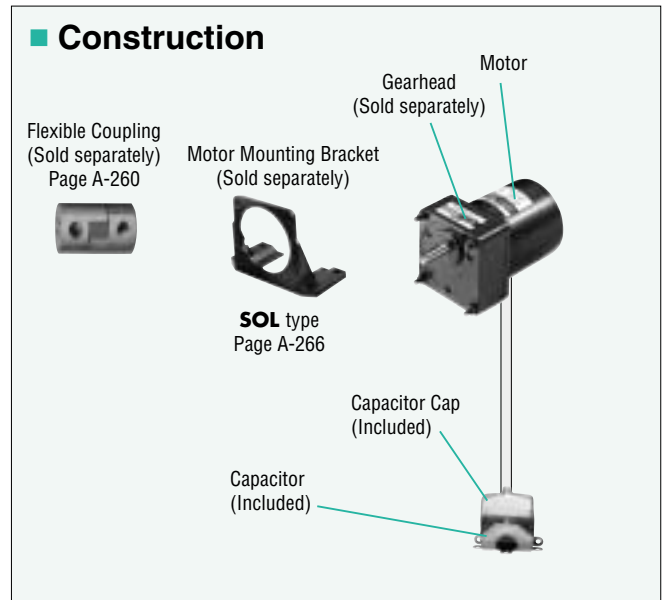 Construction
Motor
Gearhead
(Sold separately)
Flexible Coupling
(Sold separately)
Page A-260
Motor Mounting Bracket
(Sold separately)
SOL type
Page A-266
Capacitor Cap
(Included)
Capacitor
(Included)